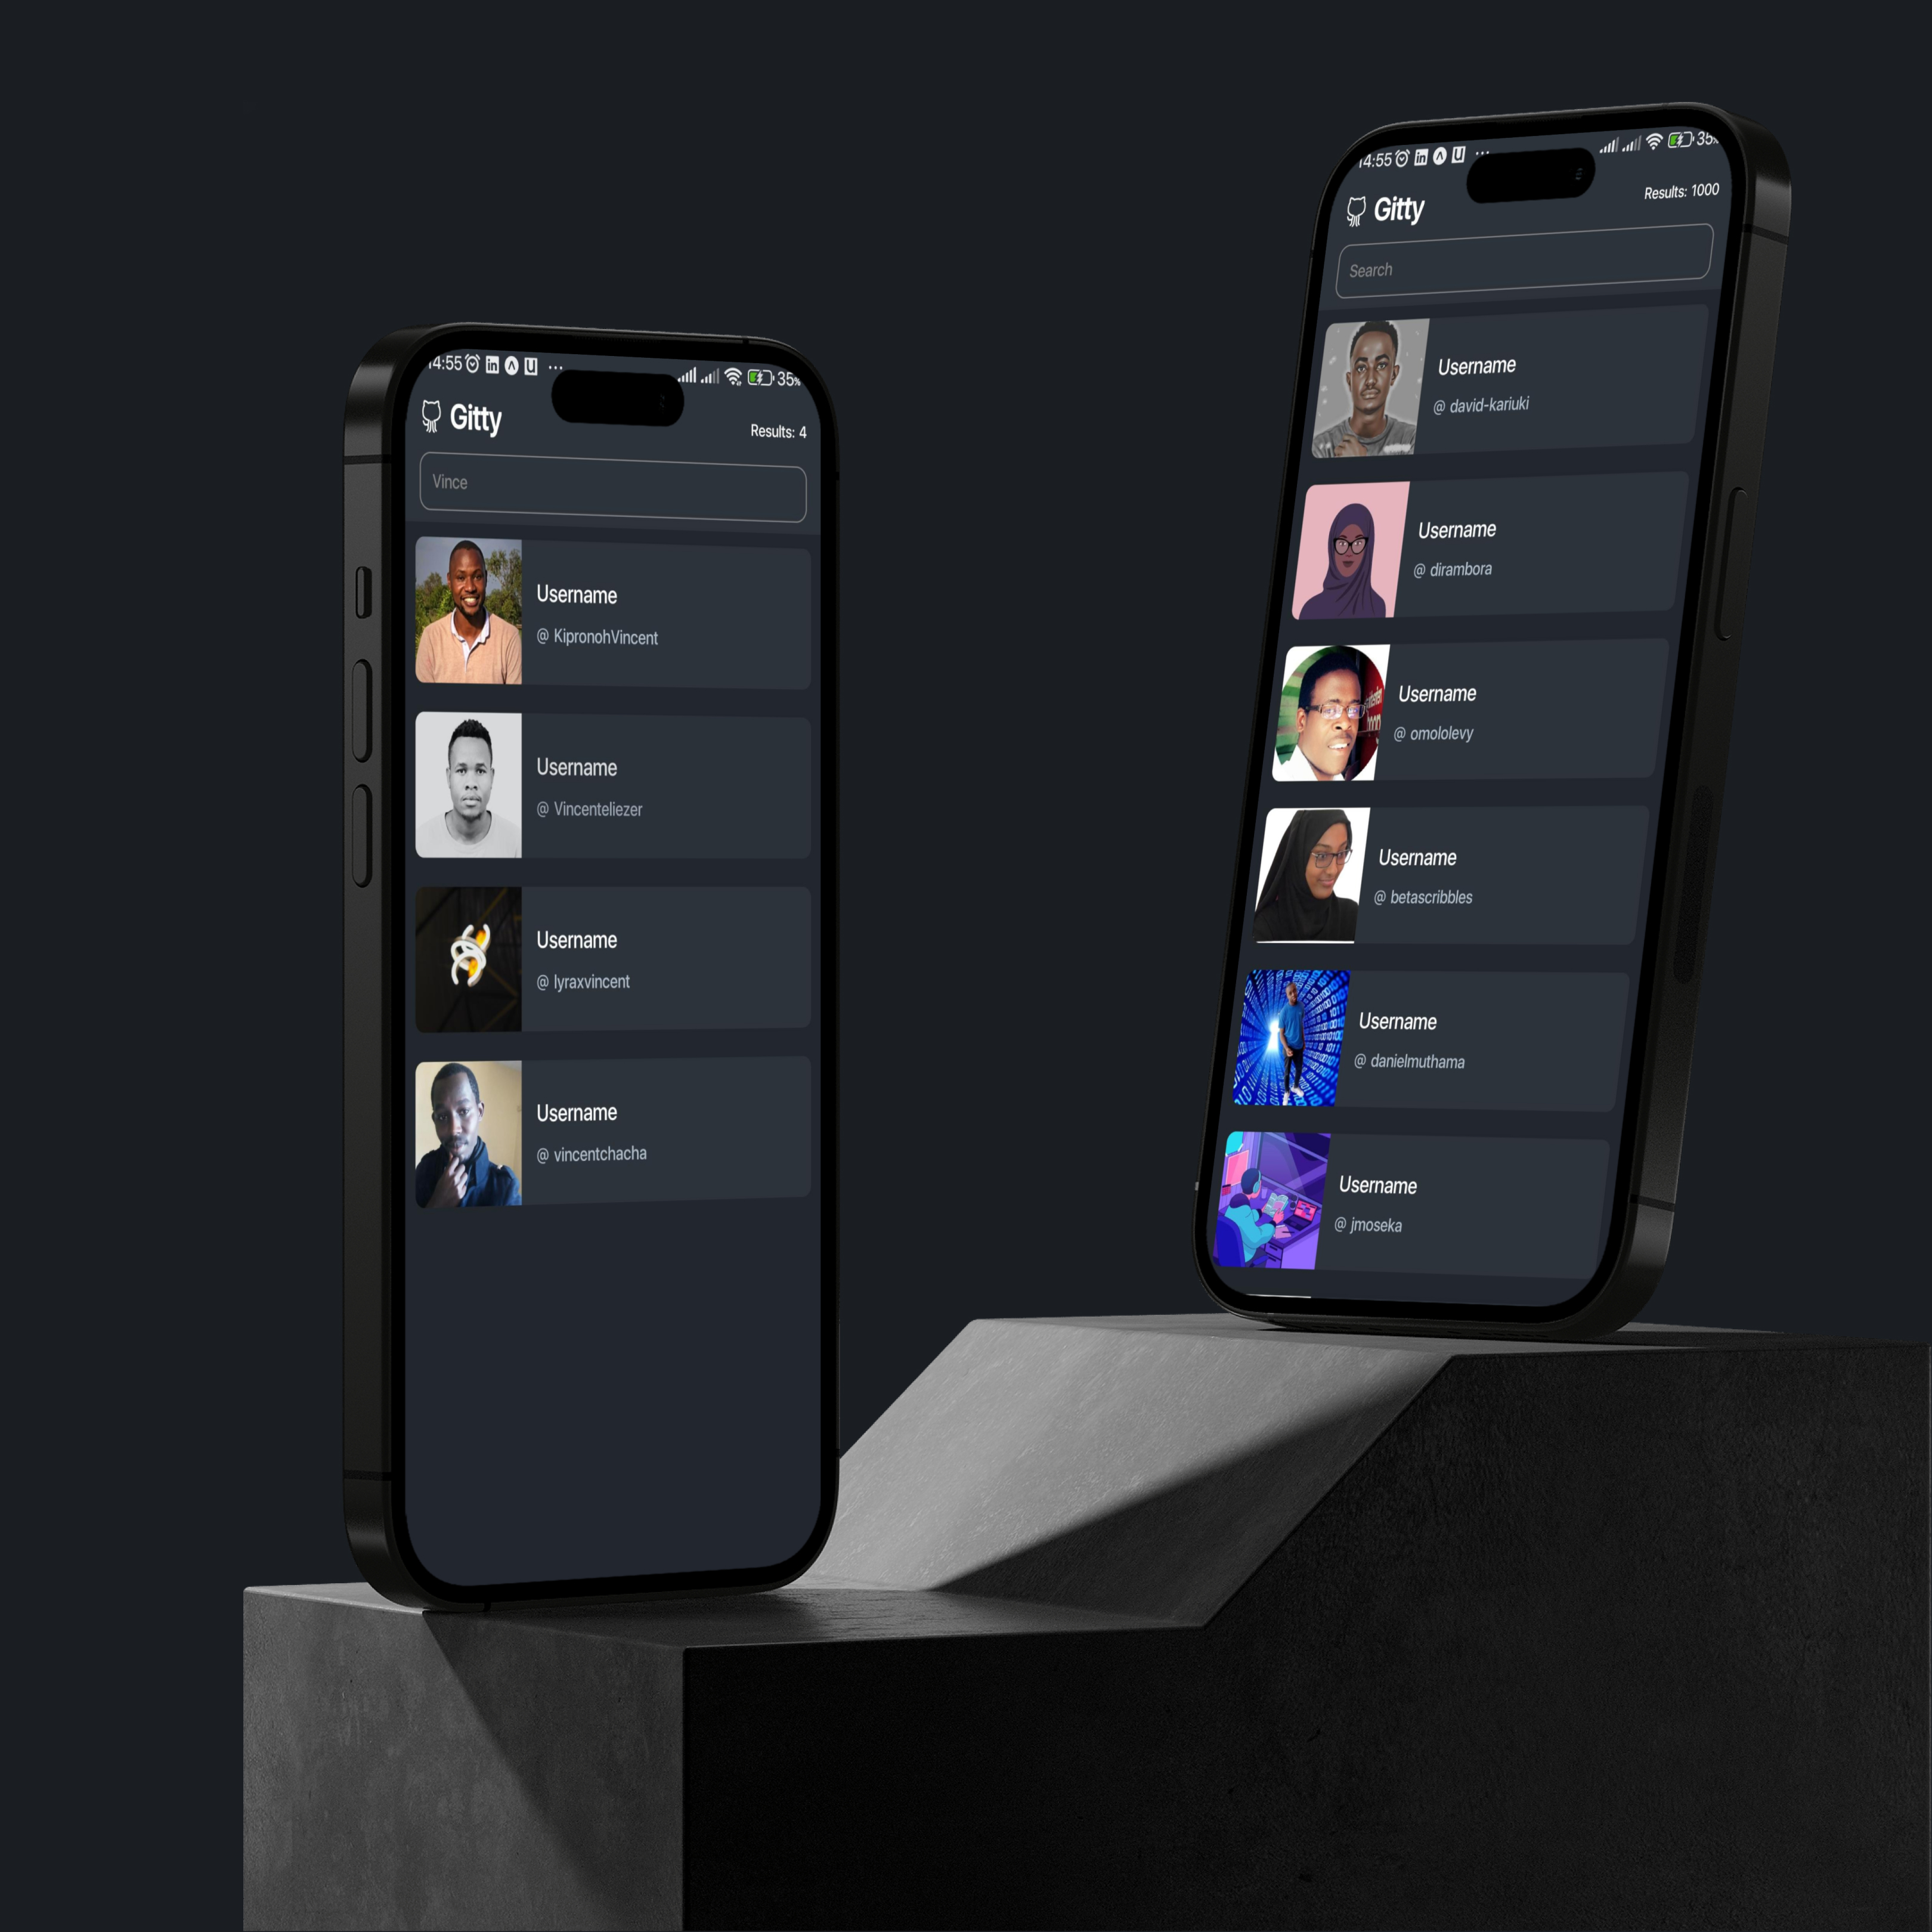 14:55 ... 35%
Gitty
Results: 4
Vince
Username
@ KipronohVincent
Username
@ Vincenteliezer
Username
@ lyraxvincent
Username
@ vincentchacha
14:55 ... 35%
Gitty
Results: 1000
Search
Username
@ david-kariuki
Username
@ dirambora
Username
@ omololevy
Username
@ betascribbles
Username
@ danielmuthama
Username
@ jmoseka